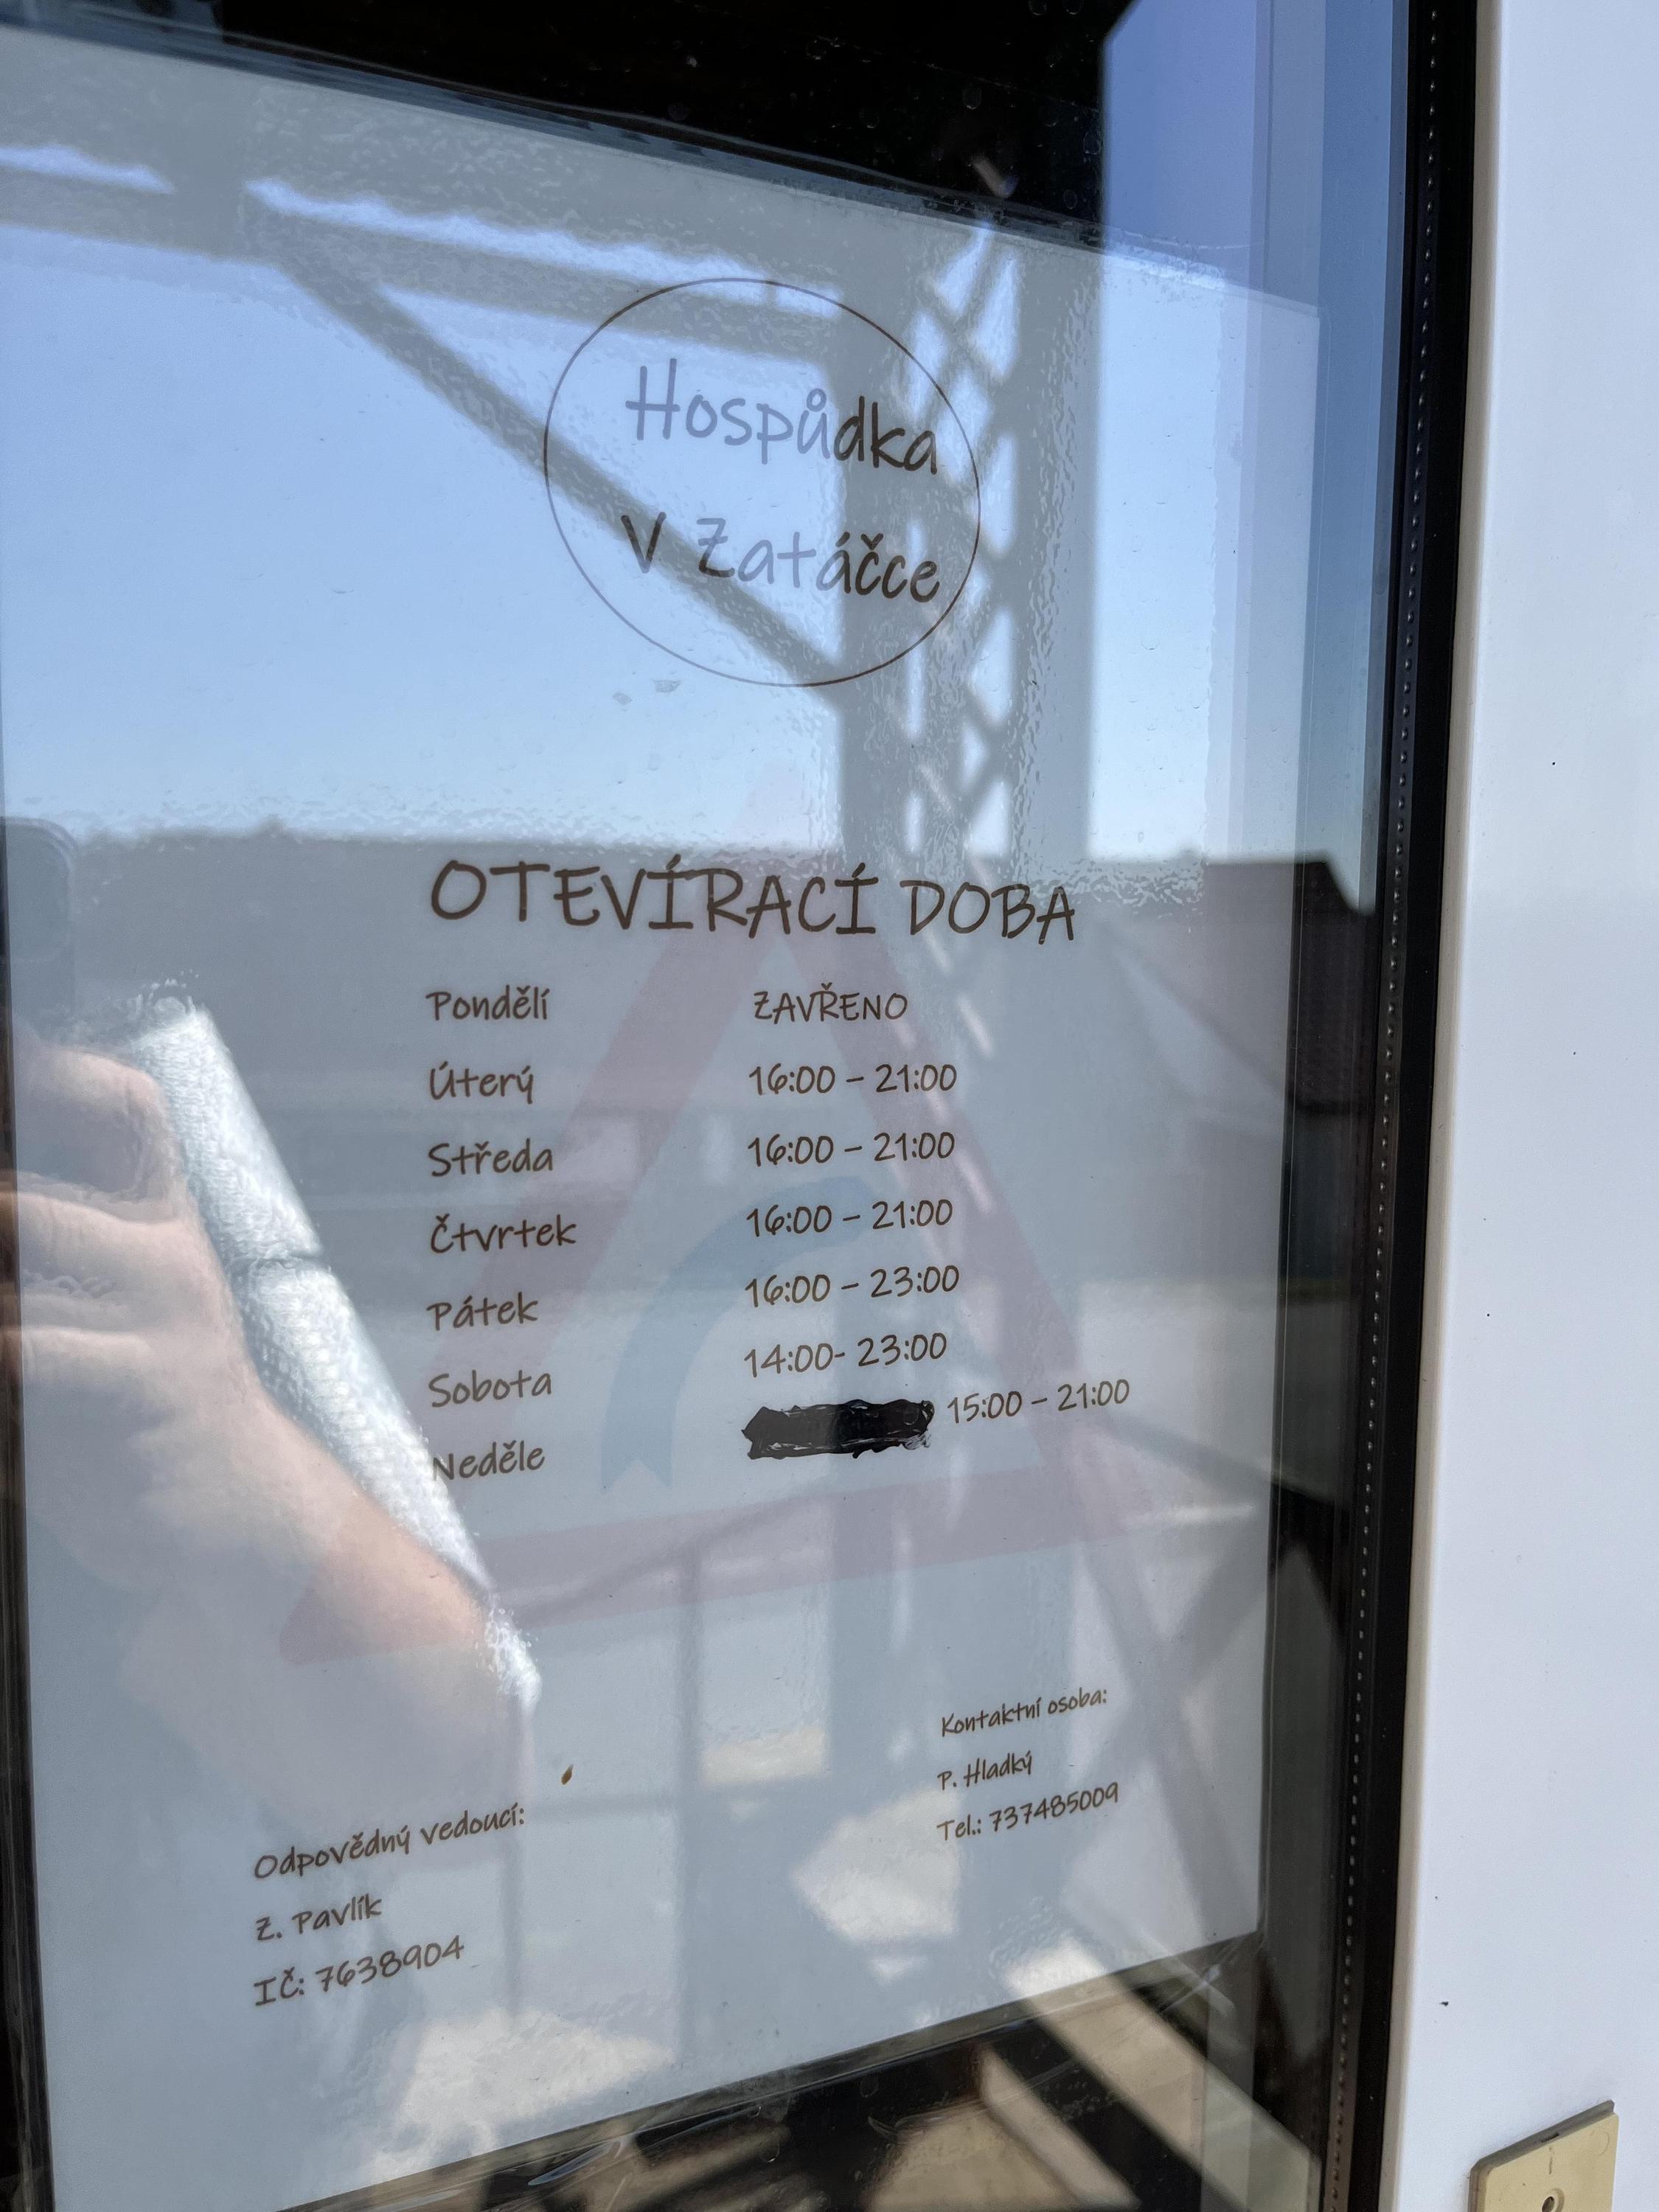 Hospůdka
V Zatáčce
OTEVÍRACÍ DOBA
Pondělí ZAVŘENO
Úterý 16:00 – 21:00
Středa 16:00 – 21:00
Čtvrtek 16:00 – 21:00
Pátek 16:00 – 23:00
Sobota 14:00- 23:00
Neděle 15:00 – 21:00
Odpovědný vedoucí:
Z. Pavlík
IČ: 7638904
Kontaktní osoba:
P. Hladký
Tel.: 737485009